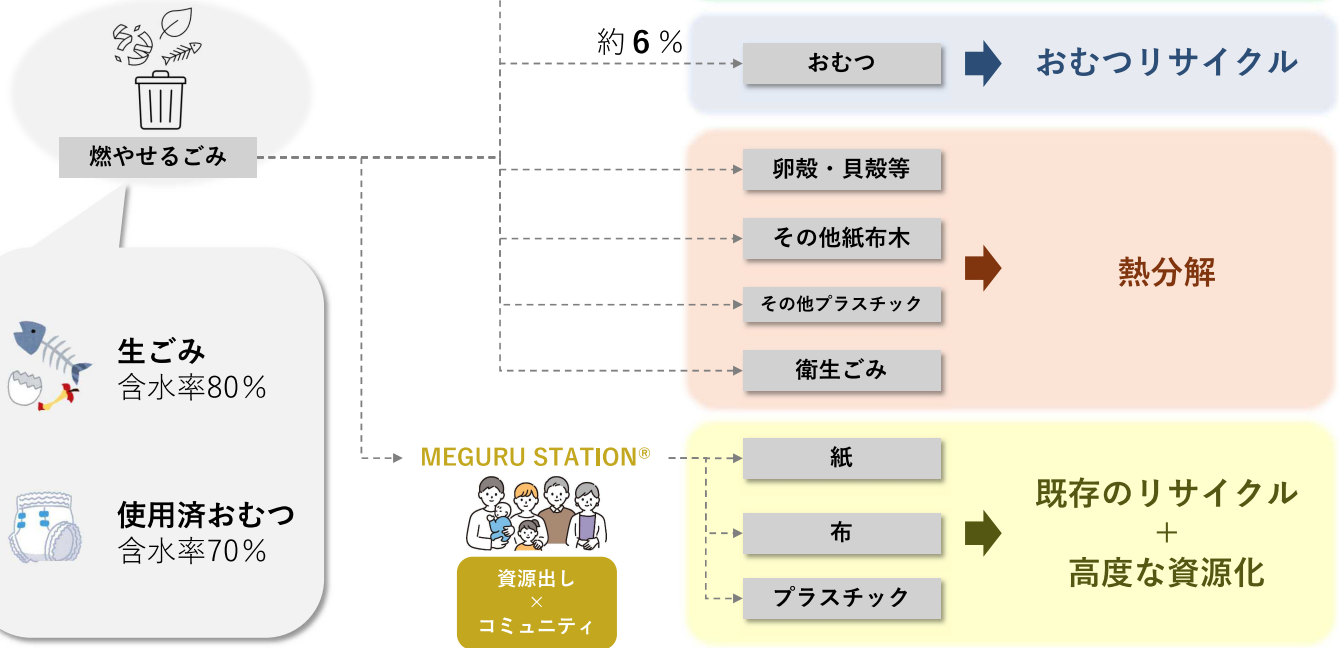 約 6 %
おむつ
おむつリサイクル
燃やせるごみ
卵殻・貝殻等
その他紙布木
その他プラスチック
衛生ごみ
熱分解
生ごみ
含水率80%
使用済おむつ
含水率70%
MEGURU STATION®
資源出し
×
コミュニティ
紙
布
プラスチック
既存のリサイクル
+
高度な資源化